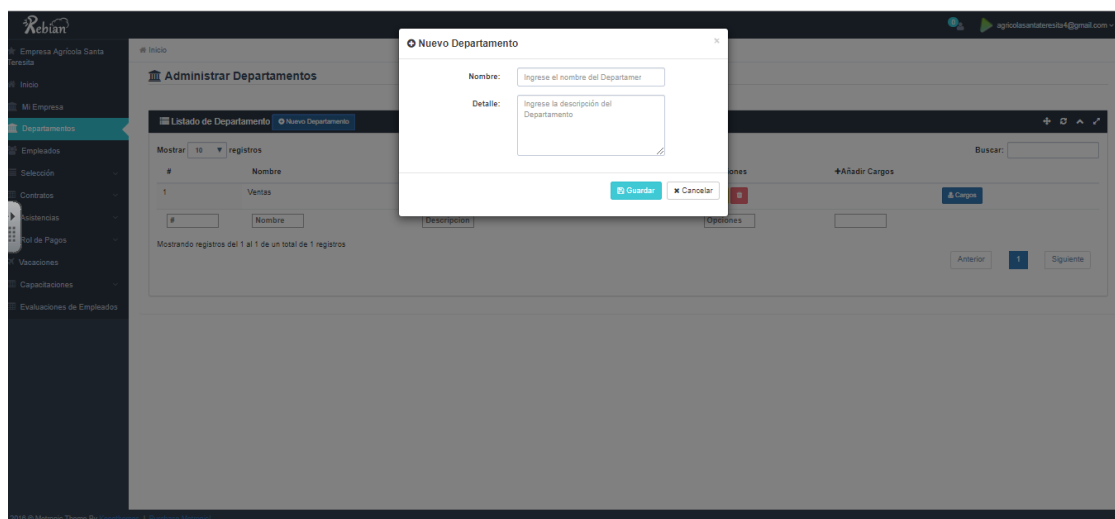 Rebian
agricolasantateresita4@gmail.com
Empresa Agrícola Santa
Teresita
Inicio
Mi Empresa
Departamentos
Empleados
Selección
Contratos
Asistencias
Rol de Pagos
Vacaciones
Capacitaciones
Evaluaciones de Empleados
Inicio
Administrar Departamentos
Listado de Departamento Nuevo Departamento
Mostrar 10 registros
Buscar:
# Nombre +Añadir Cargos
1 Ventas Cargos
# Nombre Descripcion Opciones
Mostrando registros del 1 al 1 de un total de 1 registros
Anterior 1 Siguiente
Nuevo Departamento x
Nombre: Ingrese el nombre del Departamer
Detalle: Ingrese la descripción del
Departamento
Guardar x Cancelar